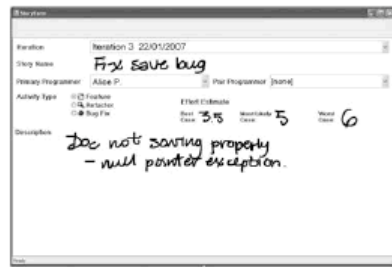 Iteration Iteration 3 22/01/2007
Story Name Fix save bug
Primary Programmer Alice P. Pair Programmer [none]
Activity Type Feature
Refactor Effort Estimate
Bug Fix Best Case 3.5 Most Likely Case 5 Worst Case 6
Description
Doc not saving properly
- null pointer exception.
Ready